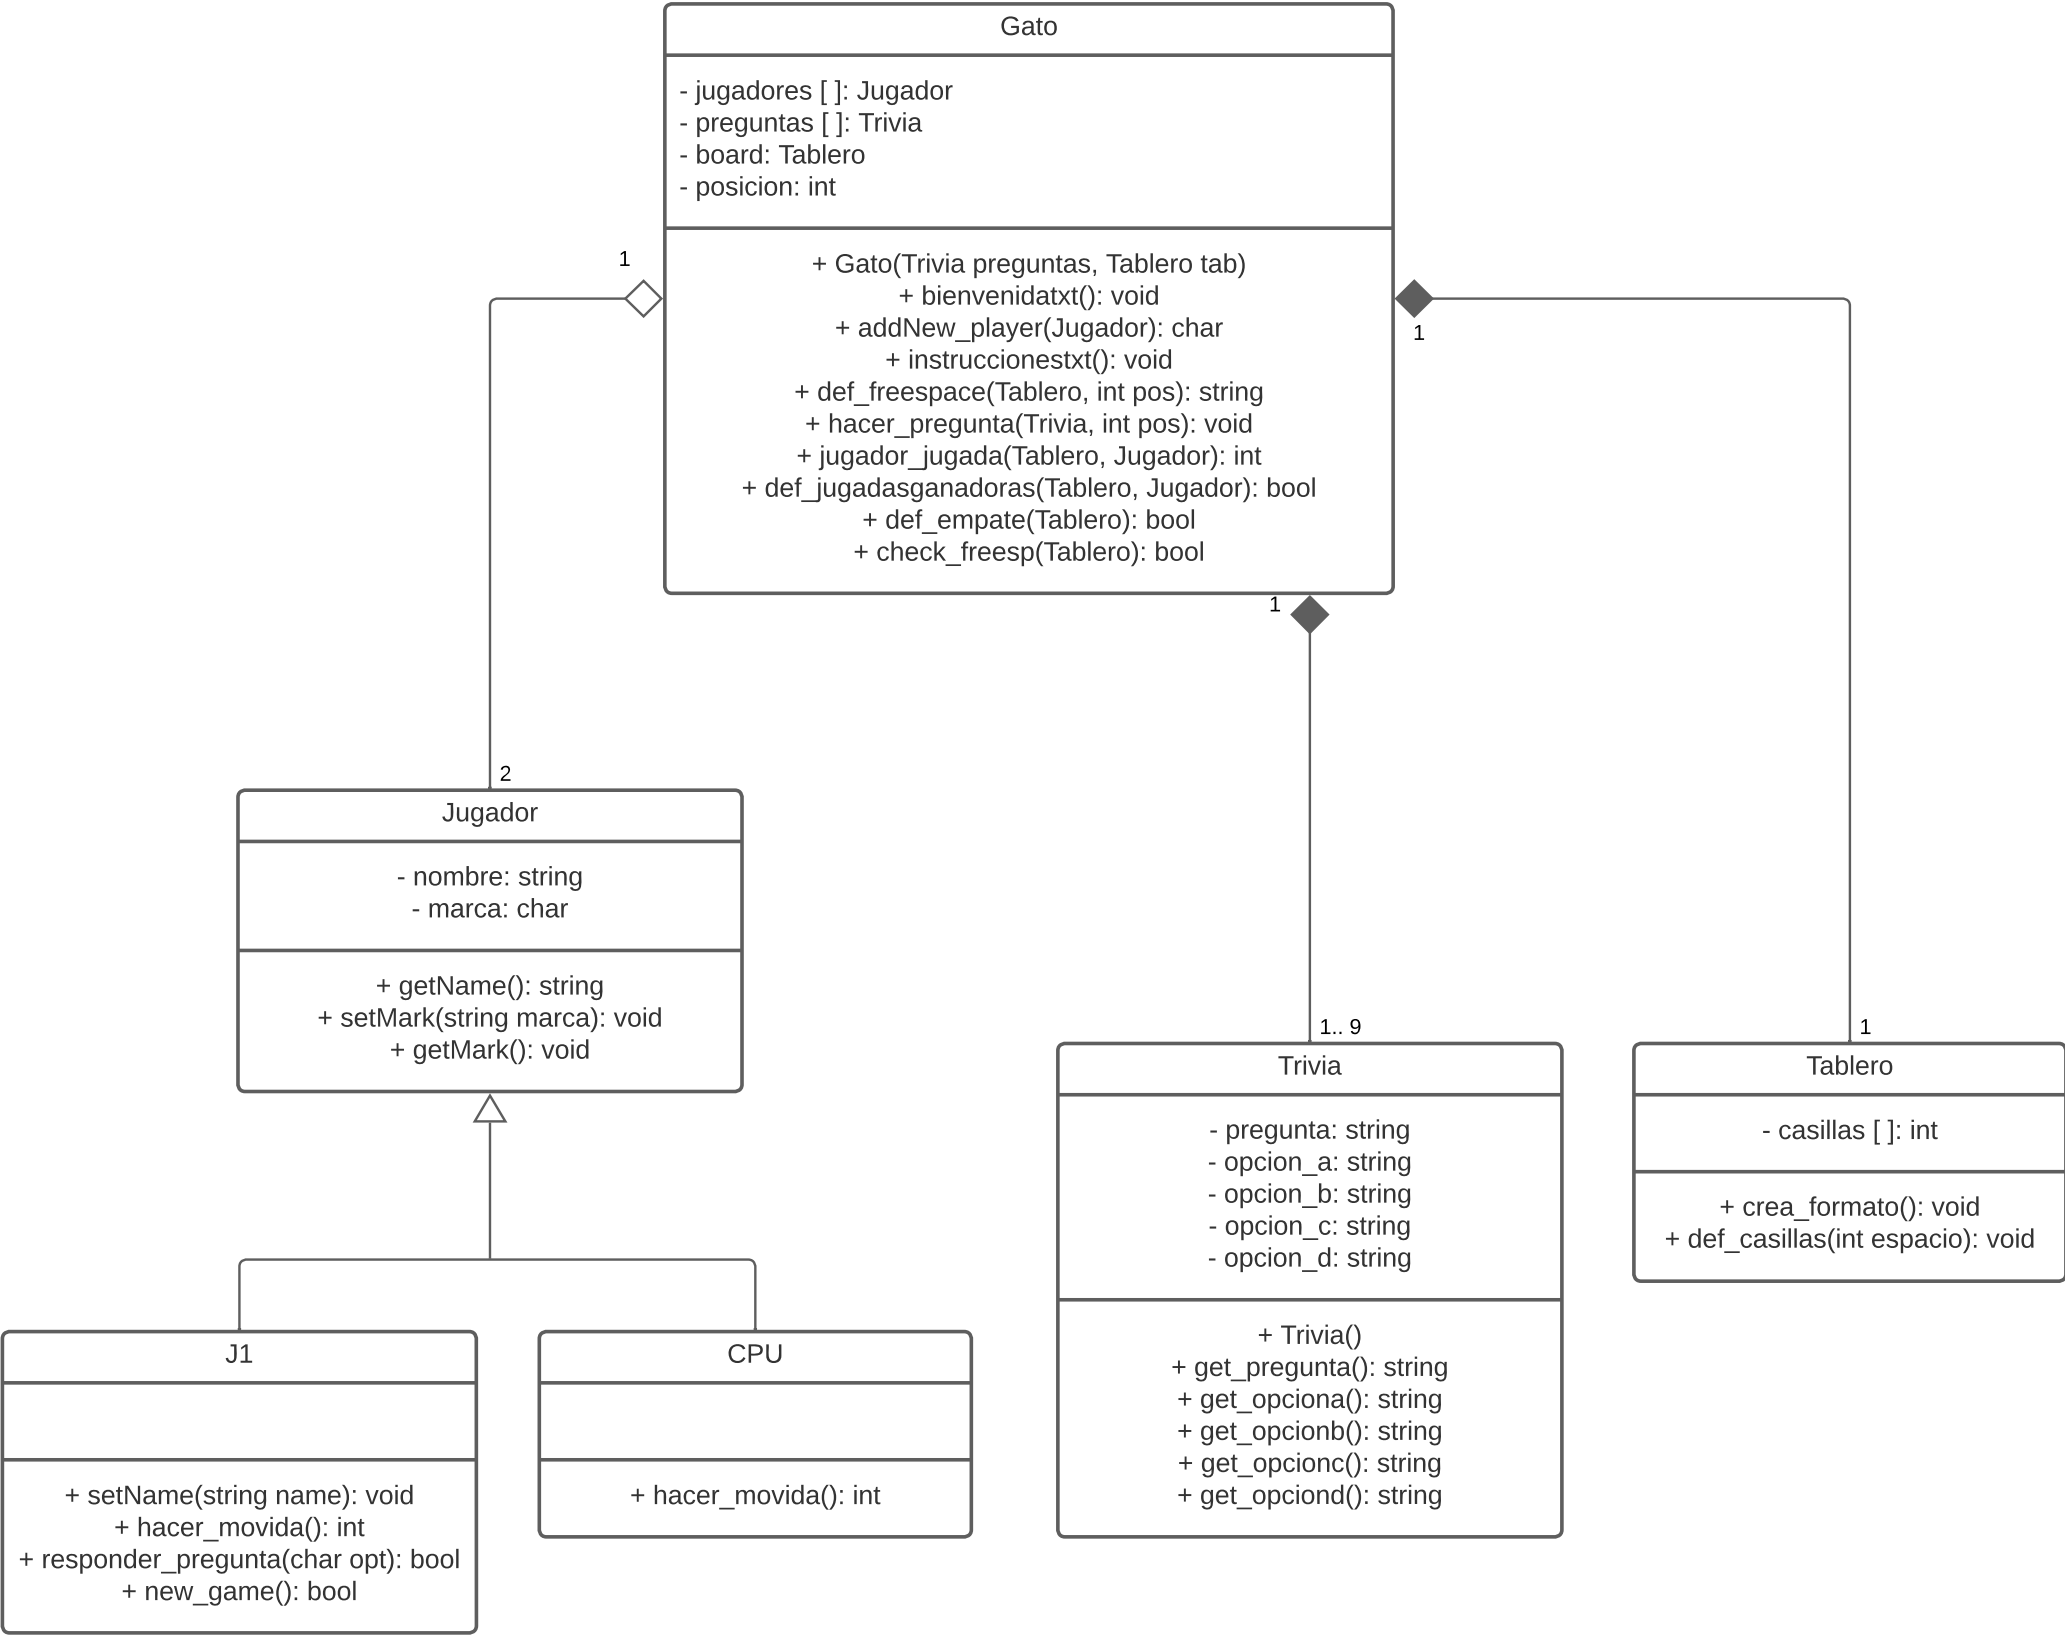 Gato
- jugadores [ ]: Jugador
- preguntas [ ]: Trivia
- board: Tablero
- posicion: int
+ Gato(Trivia preguntas, Tablero tab)
+ bienvenidatxt(): void
+ addNew_player(Jugador): char
+ instruccionestxt(): void
+ def_freespace(Tablero, int pos): string
+ hacer_pregunta(Trivia, int pos): void
+ jugador_jugada(Tablero, Jugador): int
+ def_jugadasganadoras(Tablero, Jugador): bool
+ def_empate(Tablero): bool
+ check_freesp(Tablero): bool
1
1
1
2
Jugador
- nombre: string
- marca: char
+ getName(): string
+ setMark(string marca): void
+ getMark(): void
1.. 9
Trivia
- pregunta: string
- opcion_a: string
- opcion_b: string
- opcion_c: string
- opcion_d: string
+ Trivia()
+ get_pregunta(): string
+ get_opciona(): string
+ get_opcionb(): string
+ get_opcionc(): string
+ get_opciond(): string
1
Tablero
- casillas [ ]: int
+ crea_formato(): void
+ def_casillas(int espacio): void
J1
+ setName(string name): void
+ hacer_movida(): int
+ responder_pregunta(char opt): bool
+ new_game(): bool
CPU
+ hacer_movida(): int